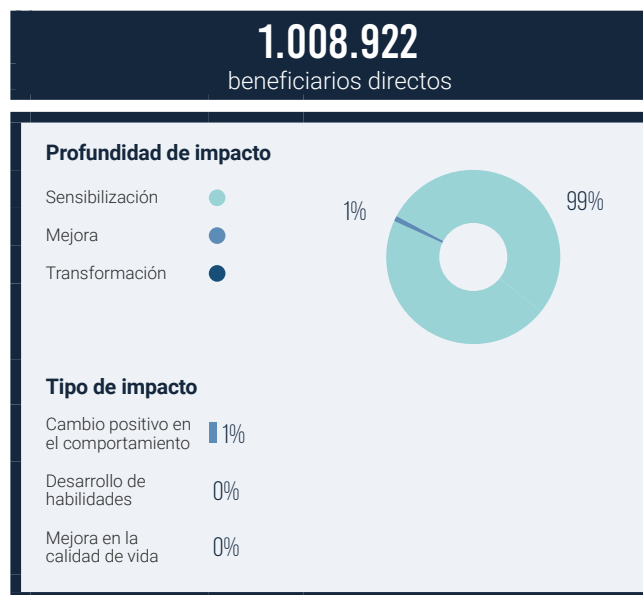 1.008.922
beneficiarios directos
Profundidad de impacto
Sensibilización
Mejora
Transformación
1%
99%
Tipo de impacto
Cambio positivo en
el comportamiento
1%
Desarrollo de
habilidades
0%
Mejora en la
calidad de vida
0%